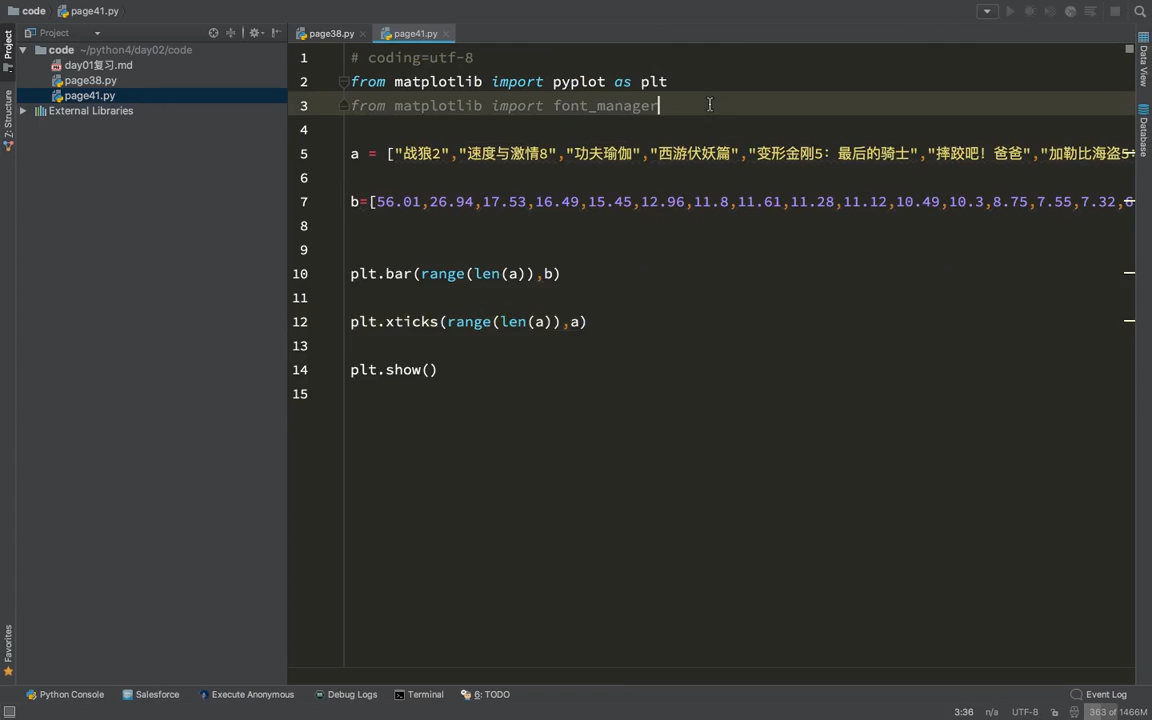 code page41.py
Project
page38.py page41.py
code ~/python4/day02/code
day01复习.md
page38.py
page41.py
External Libraries
1 # coding=utf-8
2 from matplotlib import pyplot as plt
3 from matplotlib import font_manager
4
5 a = ["战狼2","速度与激情8","功夫瑜伽","西游伏妖篇","变形金刚5：最后的骑士","摔跤吧！爸爸","加勒比海盗5:
6
7 b=[56.01,26.94,17.53,16.49,15.45,12.96,11.8,11.61,11.28,11.12,10.49,10.3,8.75,7.55,7.32,6
8
9
10 plt.bar(range(len(a)),b)
11
12 plt.xticks(range(len(a)),a)
13
14 plt.show()
15
Project
Z: Structure
Favorites
Data View
Database
Python Console Salesforce Execute Anonymous Debug Logs Terminal 6: TODO Event Log
3:36 n/a UTF-8 363 of 1466M